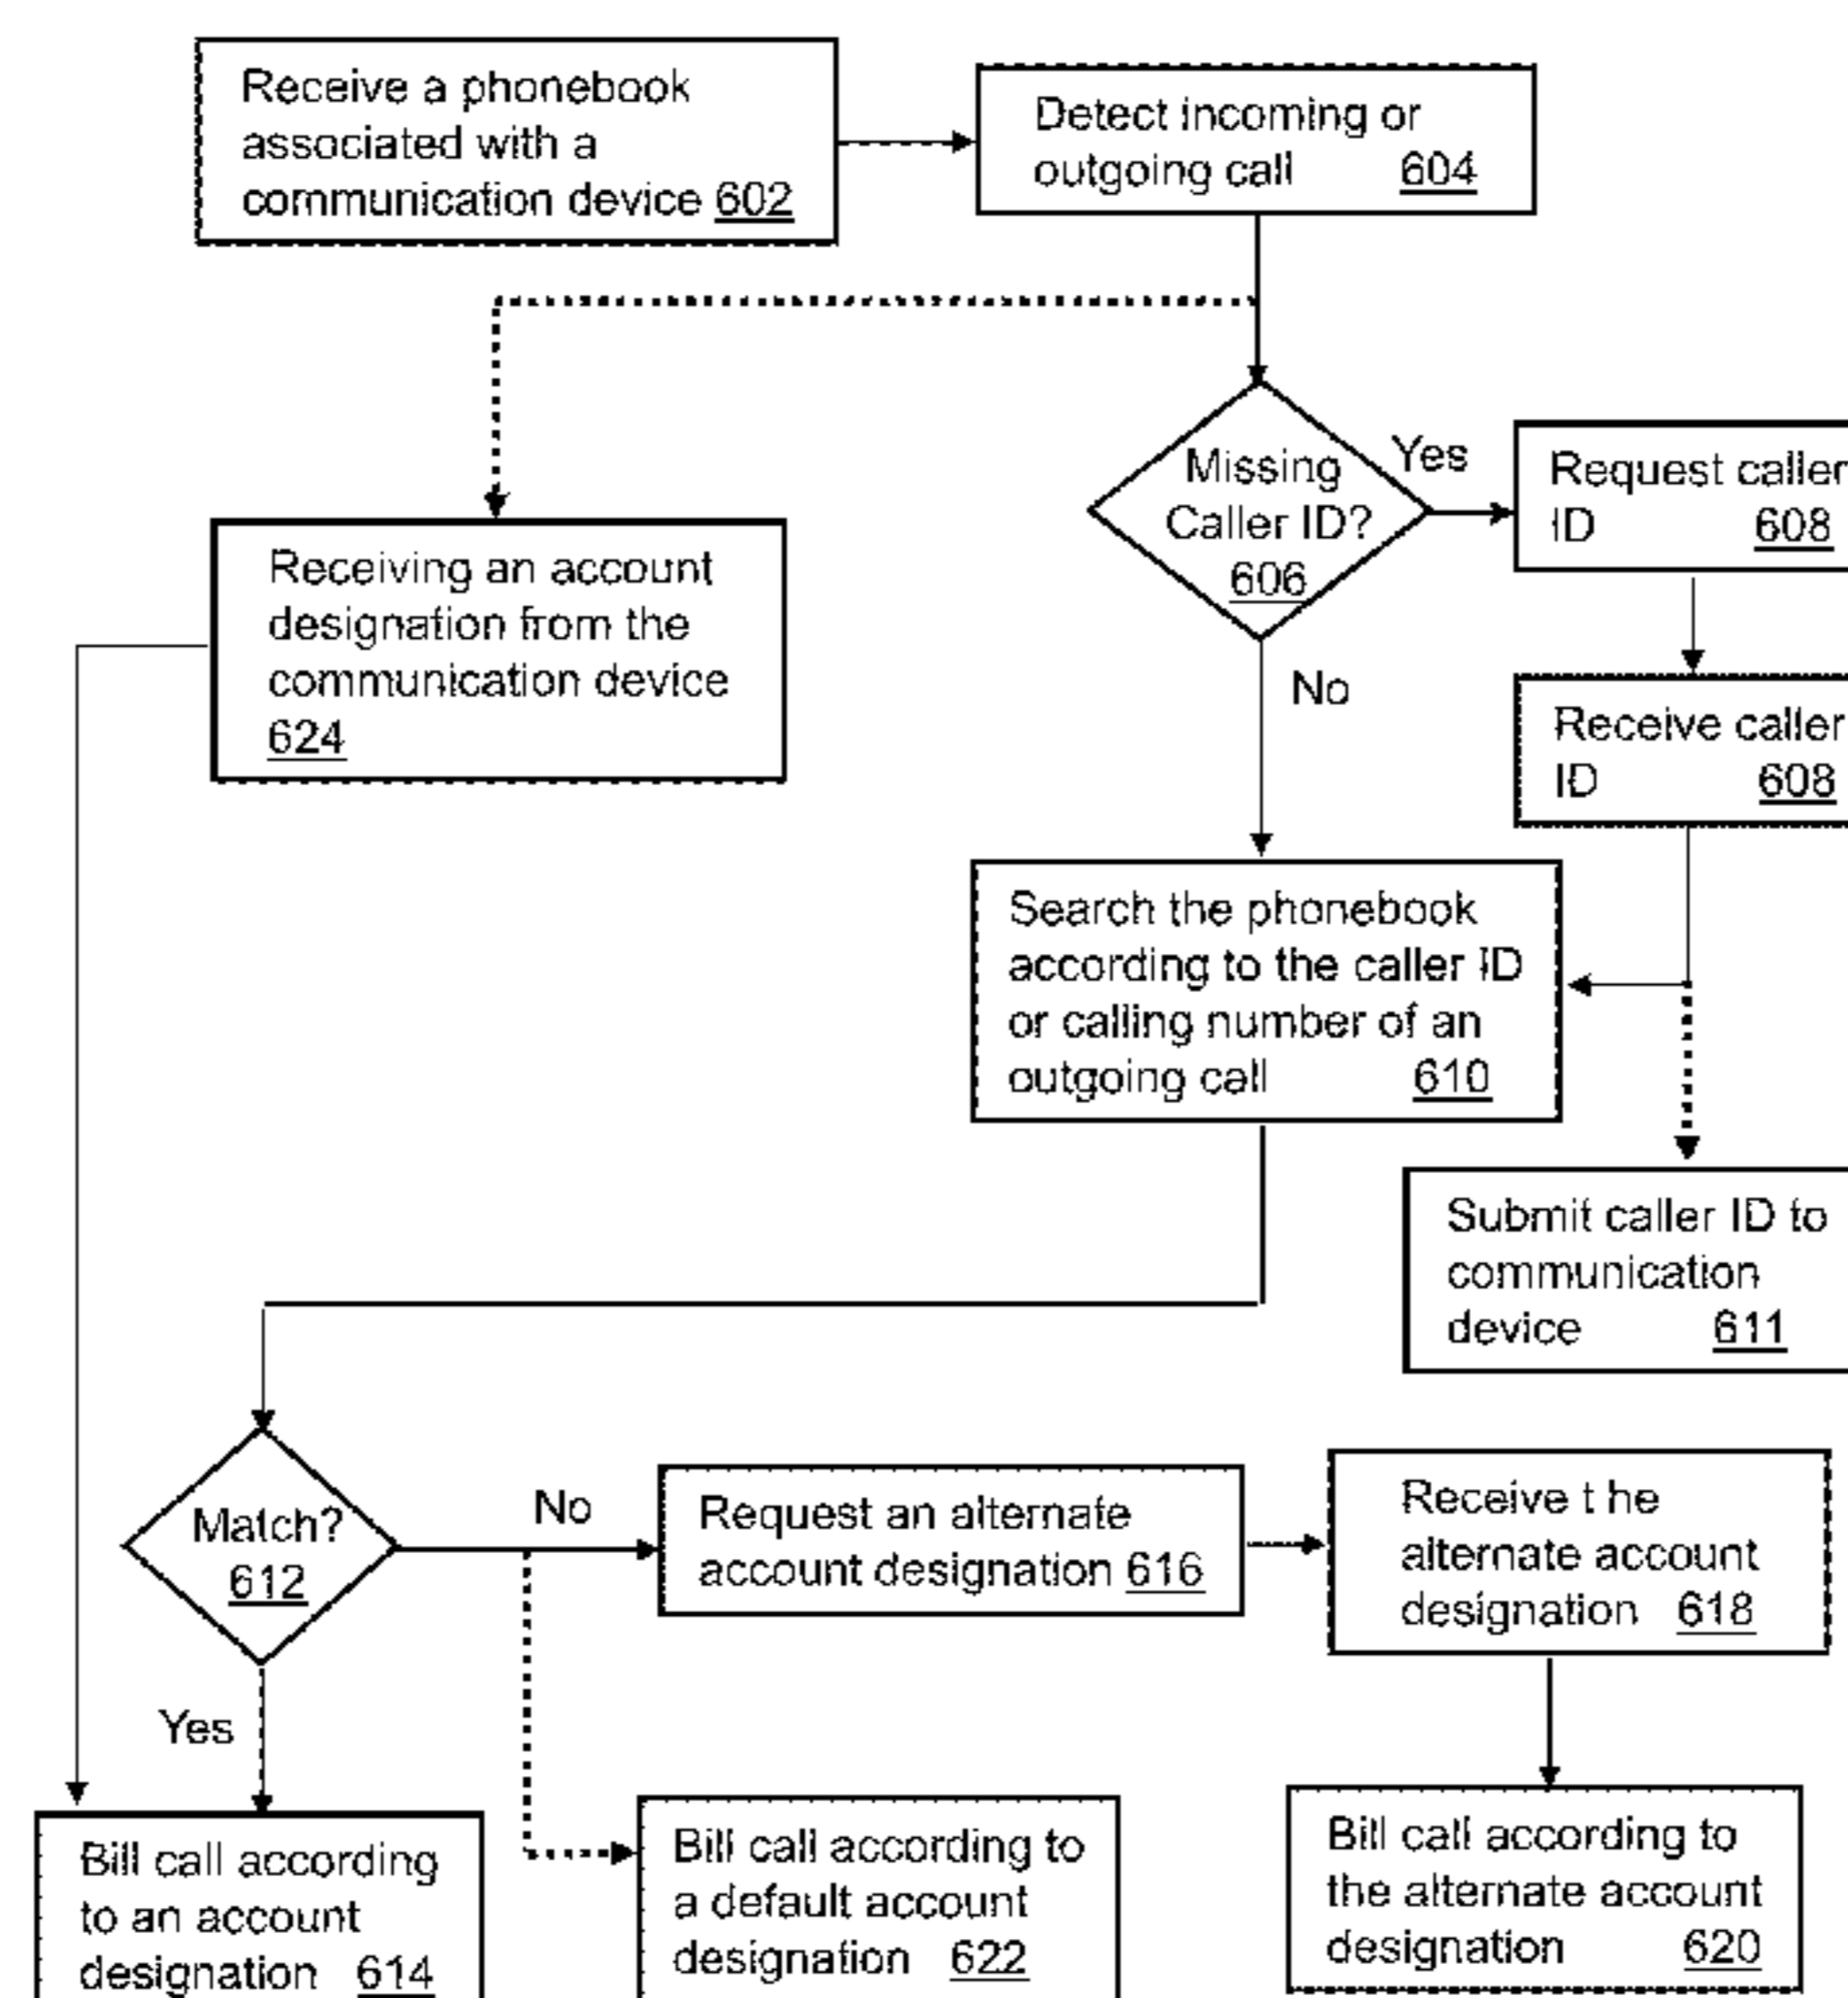 Receive a phonebook
associated with a
communication device 602
Detect incoming or
outgoing call 604
Missing
Caller ID?
606
Yes
Request caller
ID 608
No
Receive caller
ID 608
Receiving an account
designation from the
communication device
624
Search the phonebook
according to the caller ID
or calling number of an
outgoing call 610
Submit caller ID to
communication
device 611
Match?
612
No
Request an alternate
account designation 616
Receive t he
alternate account
designation 618
Yes
Bill call according
to an account
designation 614
Bill call according to
a default account
designation 622
Bill call according to
the alternate account
designation 620